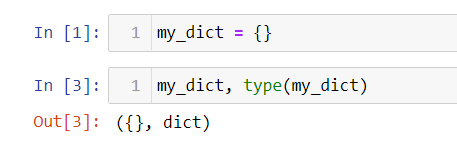 In [1]: 1 my_dict = {}
In [3]: 1 my_dict, type(my_dict)
Out[3]: ({}, dict)